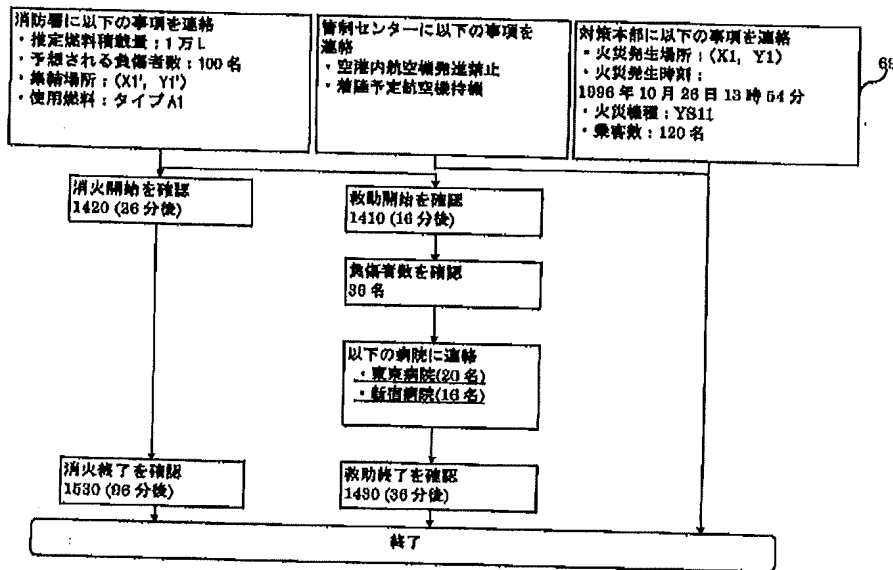 消防署に以下の事項を連絡
・推定燃料積載量：1万L
・予想される負傷者数：100名
・集結場所：(X1', Y1')
・使用燃料：タイプA1
管制センターに以下の事項を
連絡
・空港内航空機発進禁止
・着陸予定航空機待機
対策本部に以下の事項を連絡
・火災発生場所：(X1, Y1)
・火災発生時刻：
1996年10月26日13時54分
・火災機種：YS11
・乗客数：120名
69
消火開始を確認
1420 (26分後)
救助開始を確認
1410 (16分後)
負傷者数を確認
36名
以下の病院に連絡
・東京病院(20名)
・新宿病院(16名)
消火終了を確認
1530 (96分後)
救助終了を確認
1430 (36分後)
終了